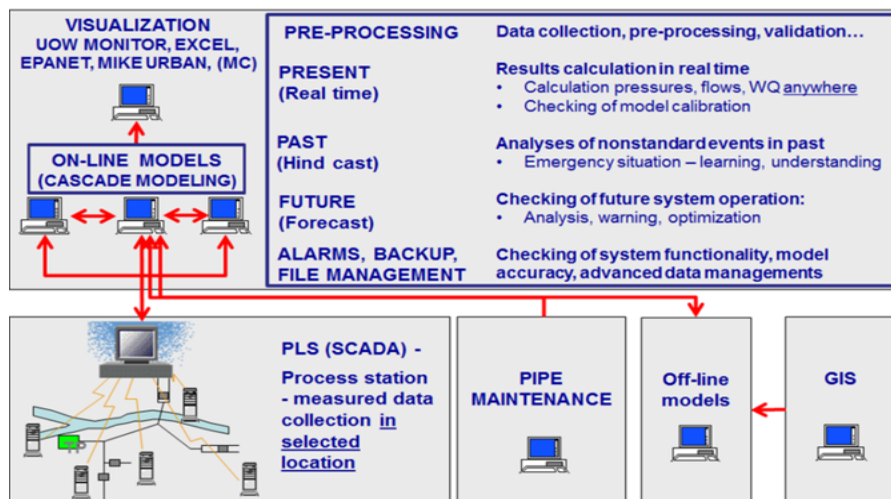 VISUALIZATION
UOW MONITOR, EXCEL,
EPANET, MIKE URBAN, (MC)
ON-LINE MODELS
(CASCADE MODELING)
PRE-PROCESSING Data collection, pre-processing, validation…
PRESENT Results calculation in real time
(Real time) • Calculation pressures, flows, WQ anywhere
• Checking of model calibration
PAST Analyses of nonstandard events in past
(Hind cast) • Emergency situation – learning, understanding
FUTURE Checking of future system operation:
(Forecast) • Analysis, warning, optimization
ALARMS, BACKUP, Checking of system functionality, model
FILE MANAGEMENT accuracy, advanced data managements
PLS (SCADA) -
Process station
- measured data
collection in
selected
location
PIPE
MAINTENANCE
Off-line
models
GIS